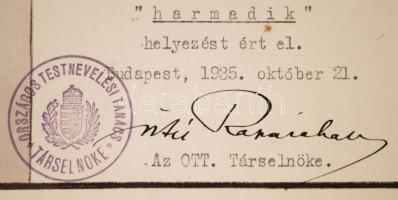 "harmadik"
helyezést ért el.
Budapest, 1935. október 21.
ORSZÁGOS TESTNEVELÉSI TANÁCS
* TÁRSELNÖKE. *
Az OTT. Társelnöke.